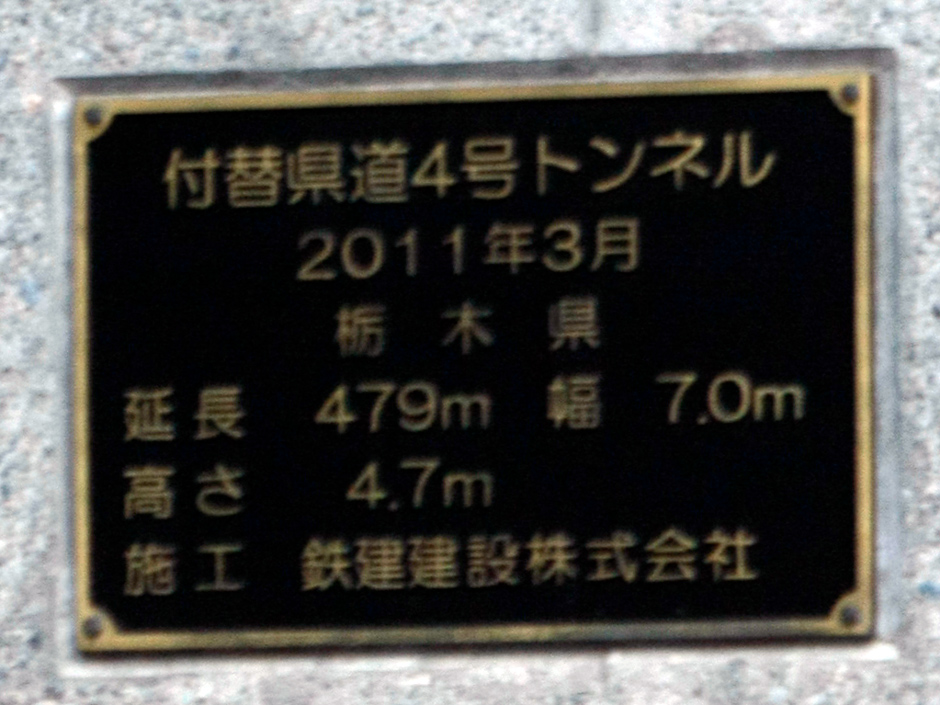 付替県道4号トンネル
2011年3月
栃 木 県
延長 479m 幅 7.0m
高さ 4.7m
施工 鉄建建設株式会社